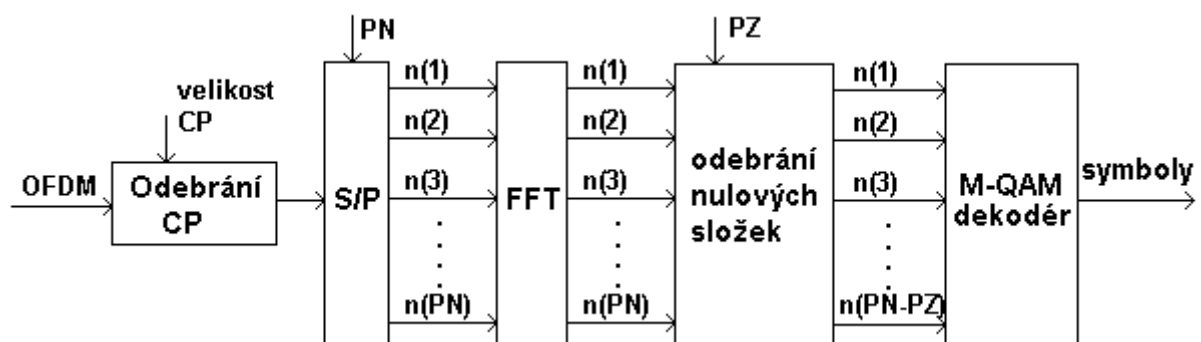 PN
PZ
velikost
CP
OFDM
Odebrání
CP
S/P
n(1)
n(2)
n(3)
n(PN)
FFT
n(1)
n(2)
n(3)
n(PN)
odebrání
nulových
složek
n(1)
n(2)
n(3)
n(PN-PZ)
M-QAM
dekodér
symboly